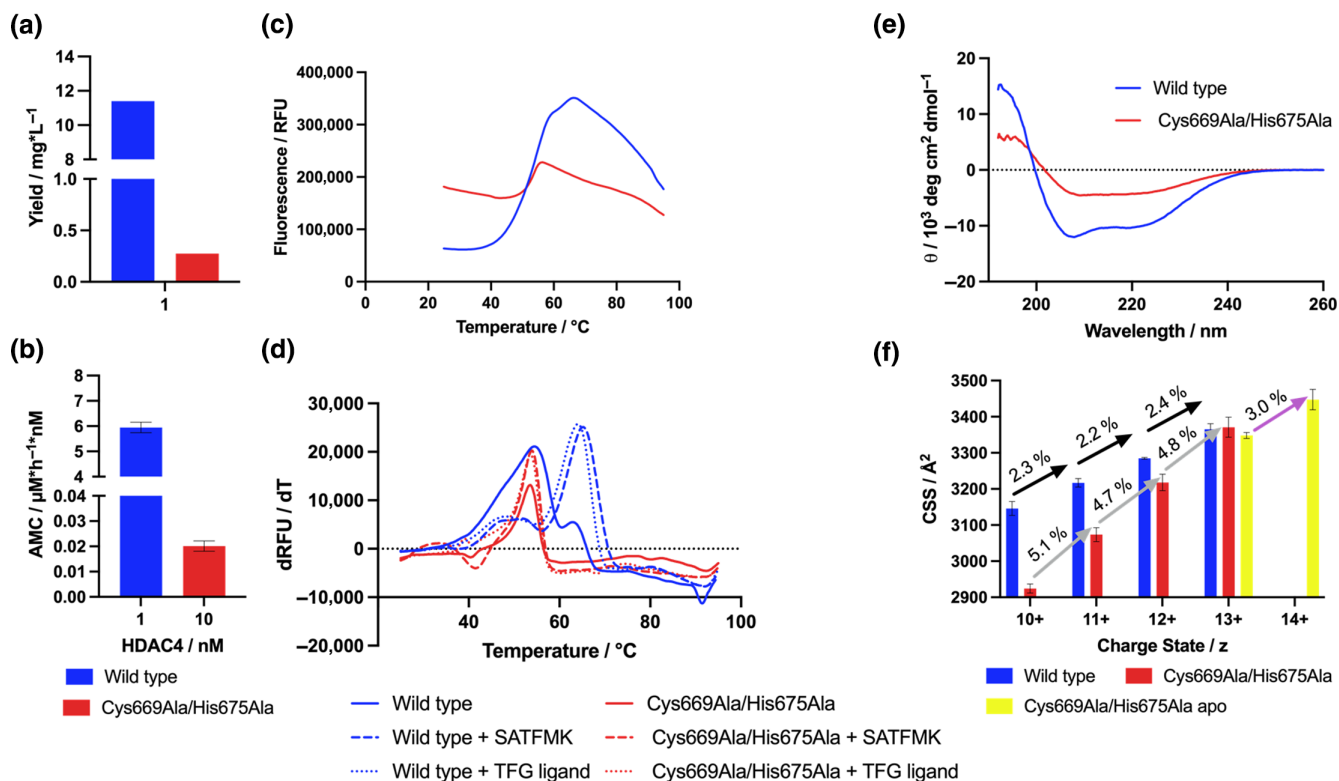 (a)
Yield / mg*L–1
14
12
10
8
1.0
0.5
0.0
1
(b)
AMC / µM*h–1*nM
8
7
6
5
4
0.04
0.03
0.02
0.01
0.00
1 10
HDAC4 / nM
Wild type
Cys669Ala/His675Ala
(c)
Fluorescence / RFU
400,000
300,000
200,000
100,000
0
0 20 40 60 80 100
Temperature / °C
(d)
dRFU / dT
30,000
20,000
10,000
0
–10,000
–20,000
40 60 80 100
Temperature / °C
Wild type
Wild type + SATFMK
Wild type + TFG ligand
Cys669Ala/His675Ala
Cys669Ala/His675Ala + SATFMK
Cys669Ala/His675Ala + TFG ligand
(e)
θ / 10³ deg cm² dmol–1
20
10
0
–10
–20
200 220 240 260
Wavelength / nm
Wild type
Cys669Ala/His675Ala
(f)
CSS / Å²
3500
3400
3300
3200
3100
3000
2900
2.3 %
2.2 %
2.4 %
5.1 %
4.7 %
4.8 %
3.0 %
10+ 11+ 12+ 13+ 14+
Charge State / z
Wild type
Cys669Ala/His675Ala
Cys669Ala/His675Ala apo